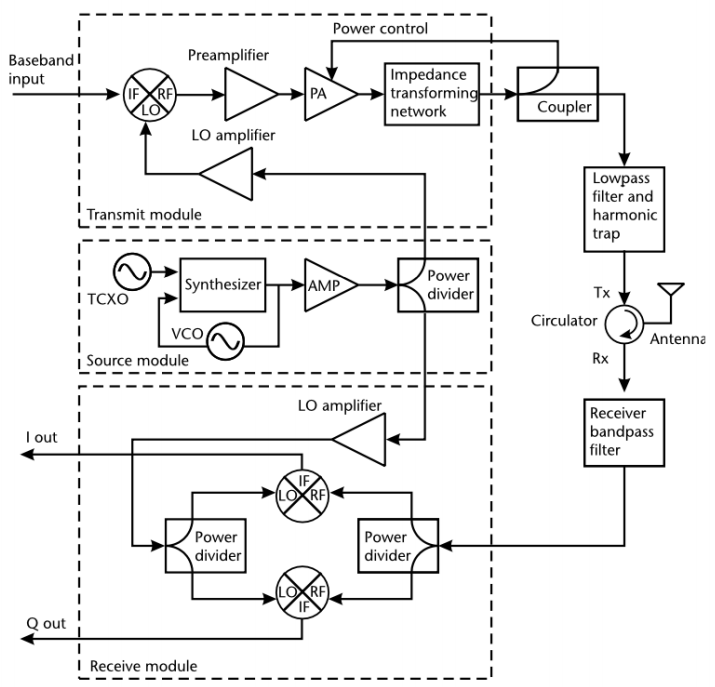 Power control
Baseband
input
Preamplifier
IF RF
LO
PA
Impedance
transforming
network
Coupler
LO amplifier
Transmit module
Lowpass
filter and
harmonic
trap
TCXO
Synthesizer
AMP
Power
divider
VCO
Source module
Tx
Circulator
Antenna
Rx
LO amplifier
Receiver
bandpass
filter
I out
IF
LO RF
Power
divider
Power
divider
LO RF
IF
Q out
Receive module